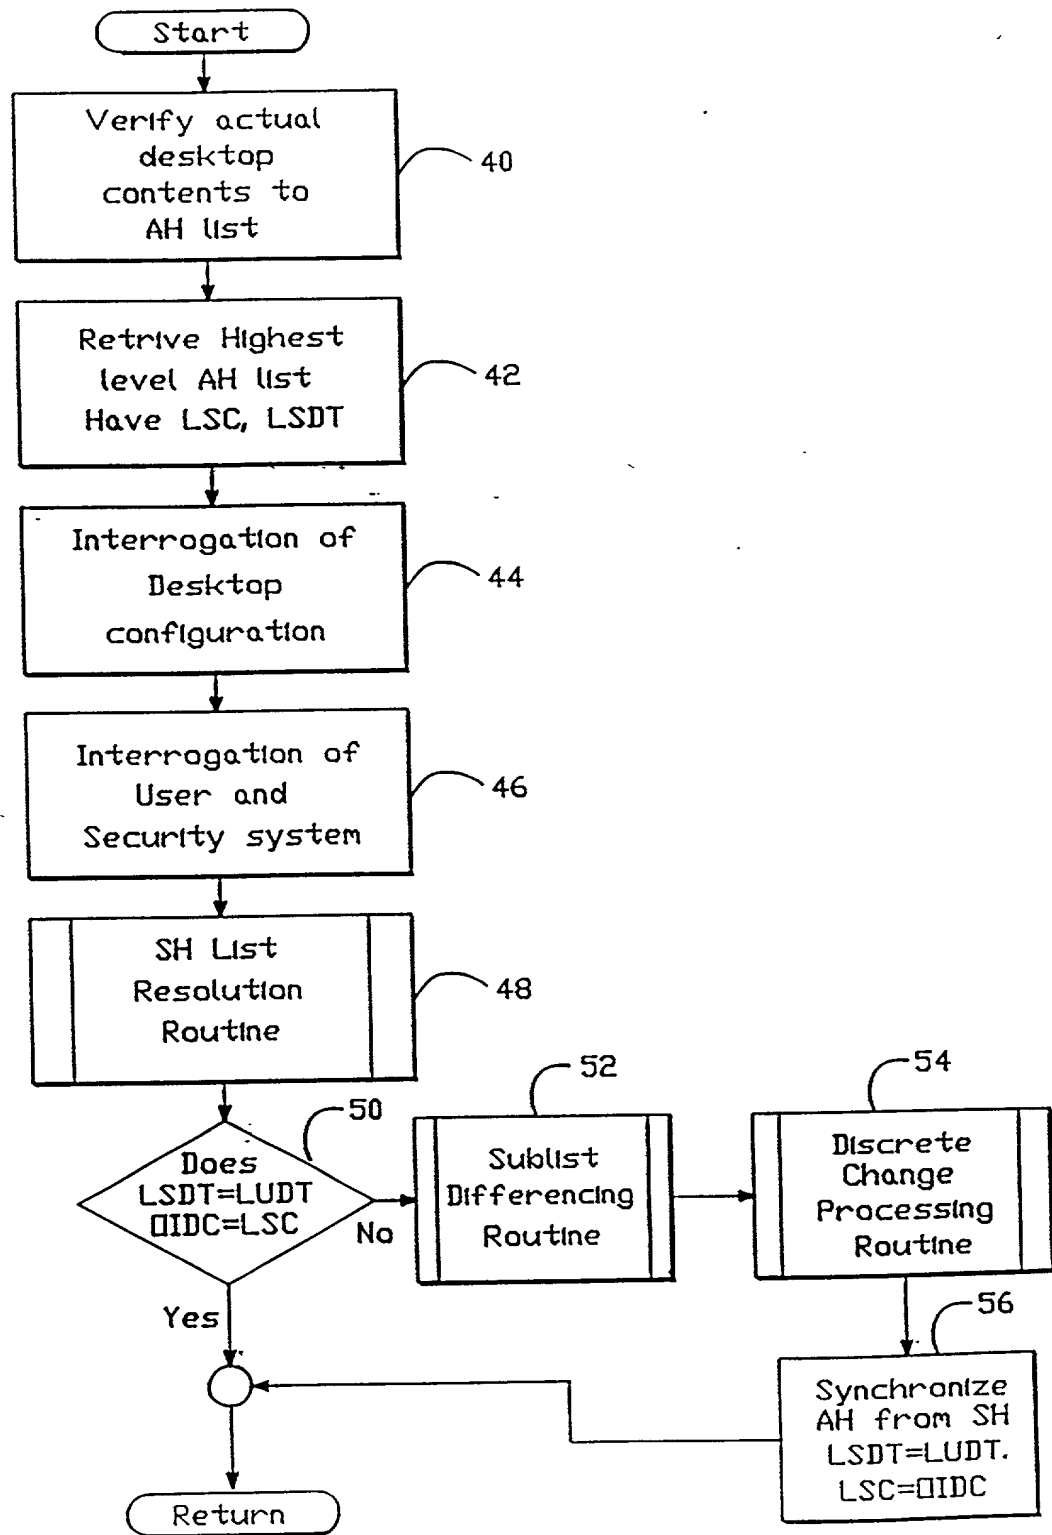 Start
Verify actual
desktop
contents to
AH list
40
Retrive Highest
level AH list
Have LSC, LSDT
42
Interrogation of
Desktop
configuration
44
Interrogation of
User and
Security system
46
SH List
Resolution
Routine
48
50
Does
LSDT=LUDT
OIDC=LSC
No
Yes
52
Sublist
Differencing
Routine
54
Discrete
Change
Processing
Routine
56
Synchronize
AH from SH
LSDT=LUDT.
LSC=OIDC
Return